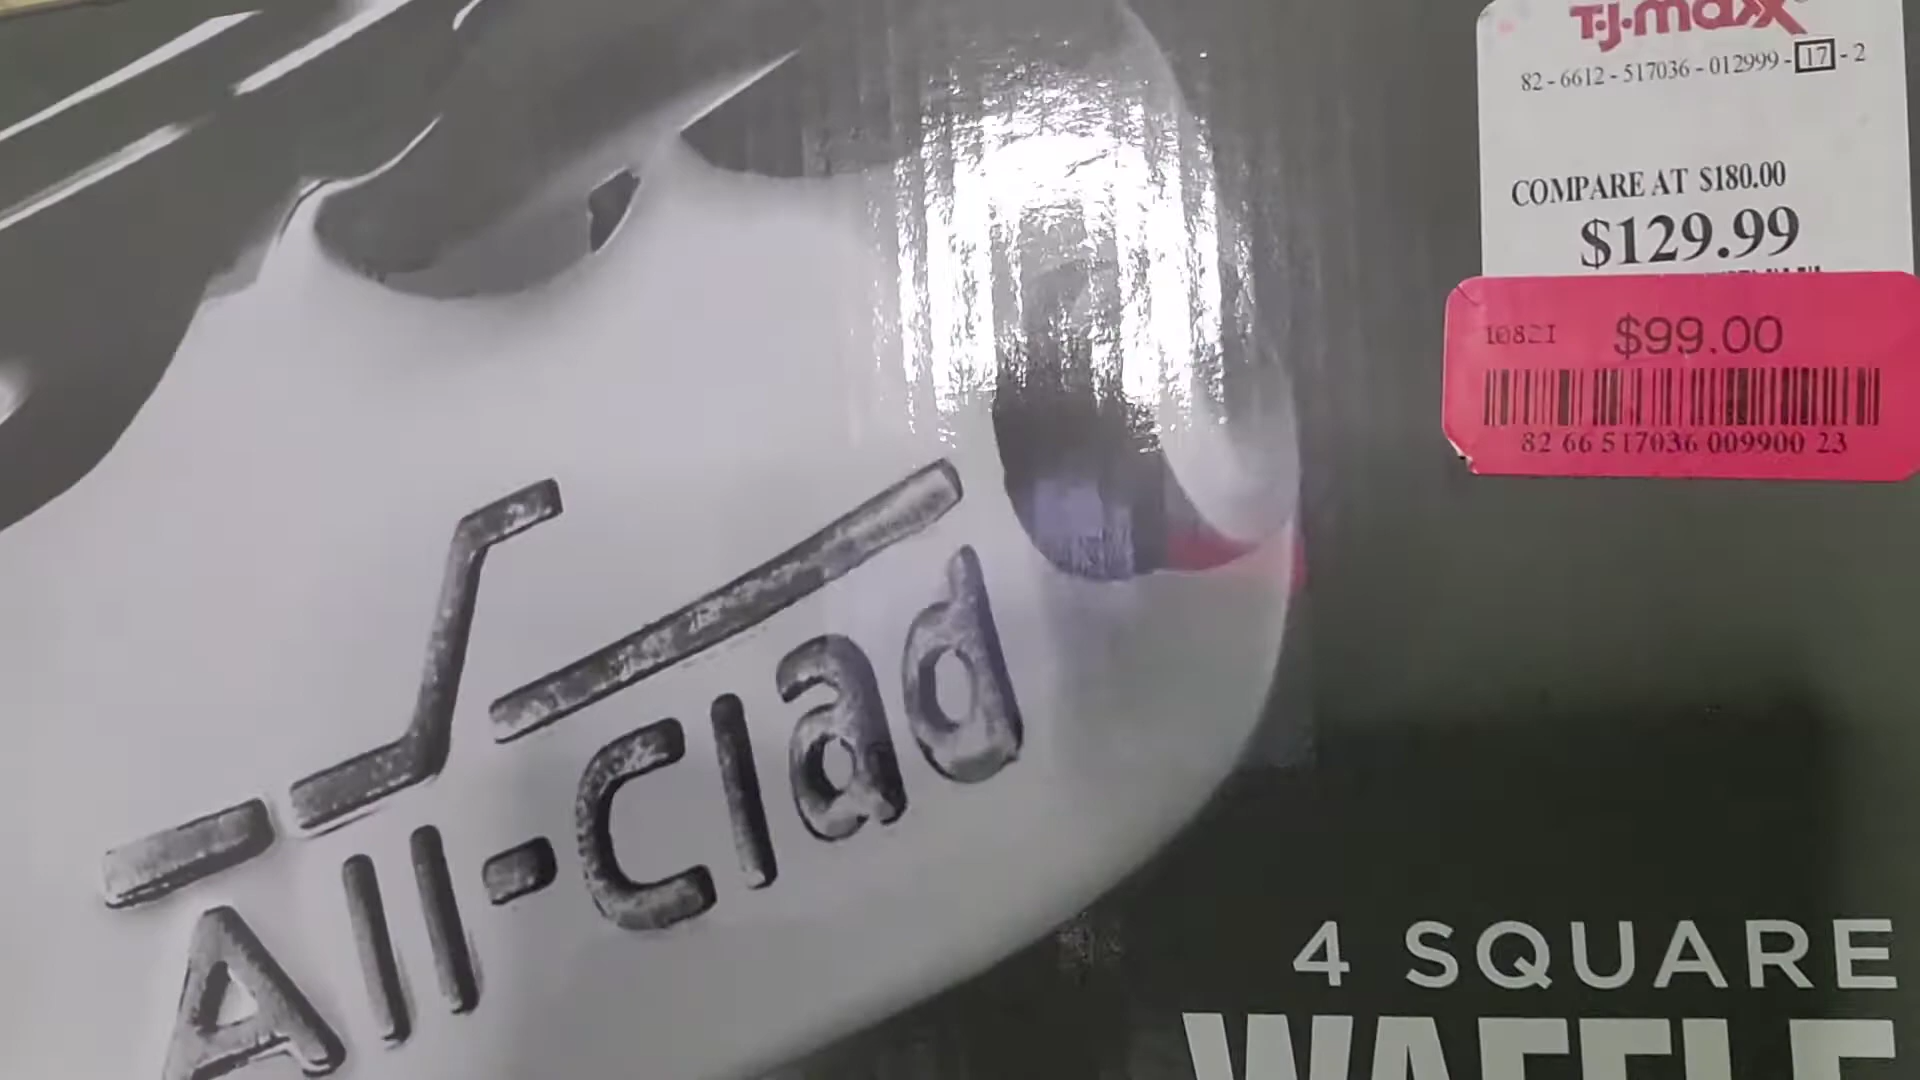 T·J·maxx
82 - 6612 - 517036 - 012999 - 17 - 2
COMPARE AT $180.00
$129.99
10821 $99.00
82 66 517036 009900 23
All-Clad
4 SQUARE
WAFFLE